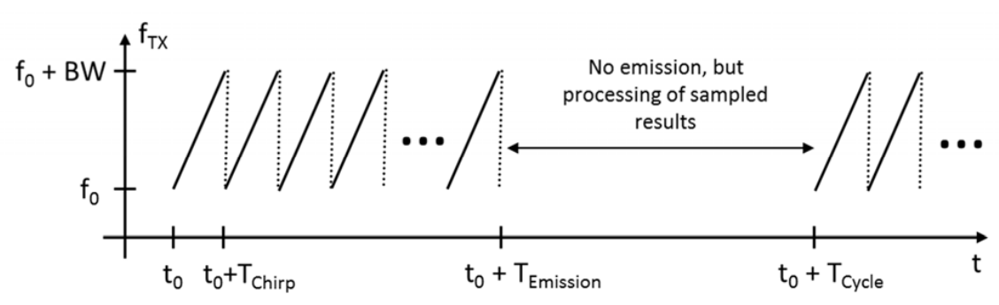 f_TX
f_0 + BW
No emission, but
processing of sampled
results
f_0
t_0
t_0+T_Chirp
t_0 + T_Emission
t_0 + T_Cycle
t